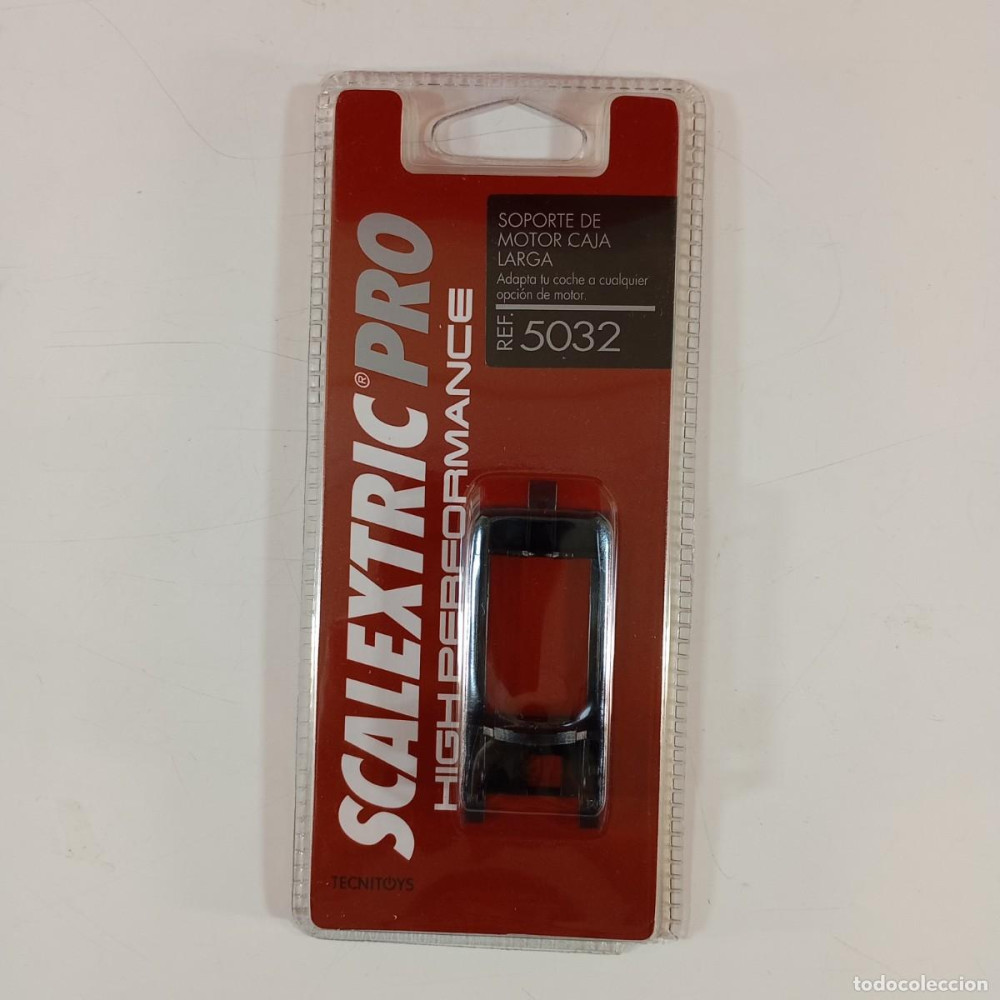 SOPORTE DE
MOTOR CAJA
LARGA
Adapta tu coche a cualquier
opción de motor.
REF. 5032
SCALEXTRIC® PRO
HIGH PERFORMANCE
TECNITOYS
todocoleccion